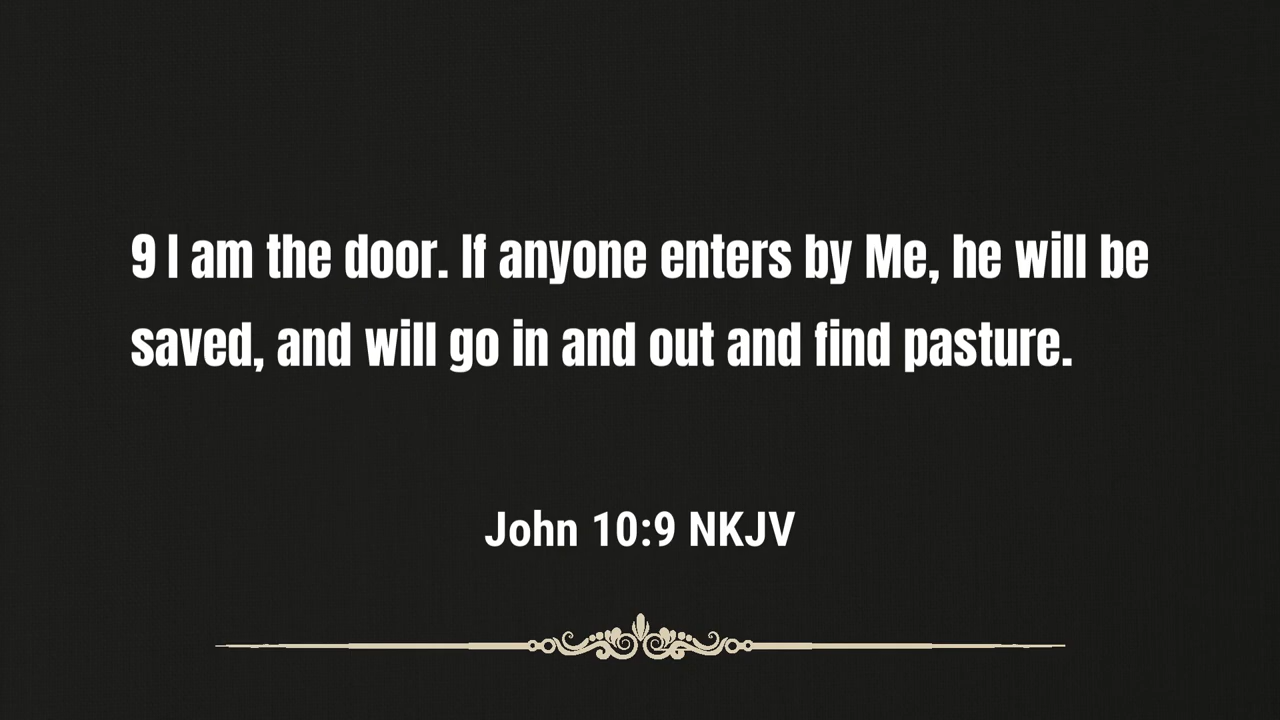 9 I am the door. If anyone enters by Me, he will be
saved, and will go in and out and find pasture.
John 10:9 NKJV